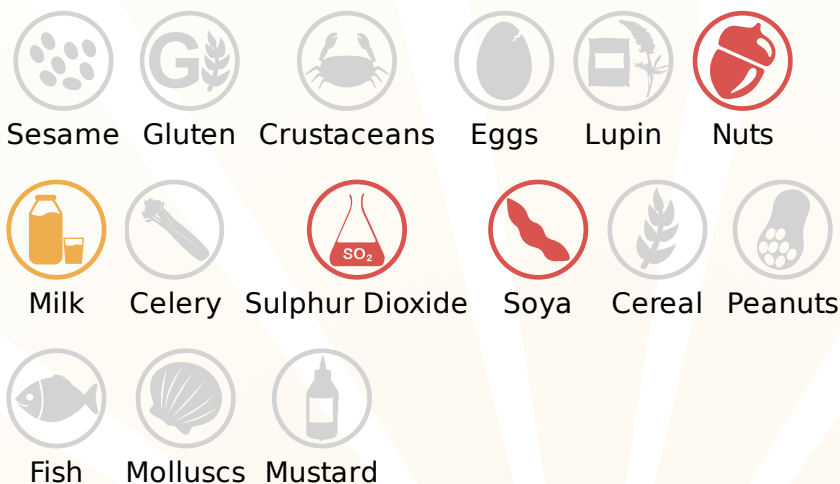 G
Sesame Gluten Crustaceans Eggs Lupin Nuts
SO₂
Milk Celery Sulphur Dioxide Soya Cereal Peanuts
Fish Molluscs Mustard